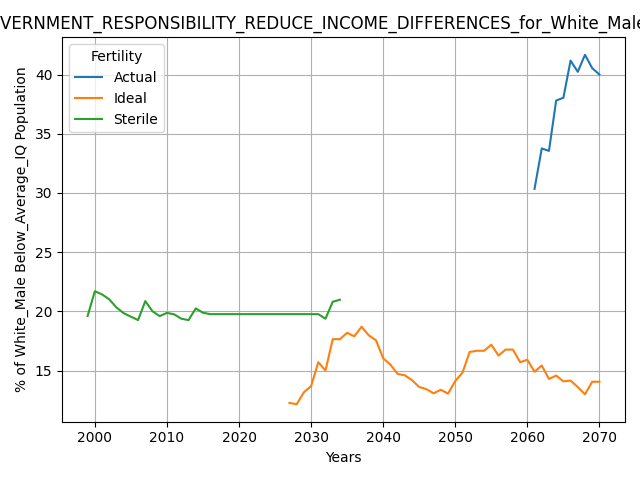 VERNMENT_RESPONSIBILITY_REDUCE_INCOME_DIFFERENCES_for_White_Male
Fertility
Actual
Ideal
Sterile
% of White_Male Below_Average_IQ Population
40
35
30
25
20
15
2000 2010 2020 2030 2040 2050 2060 2070
Years